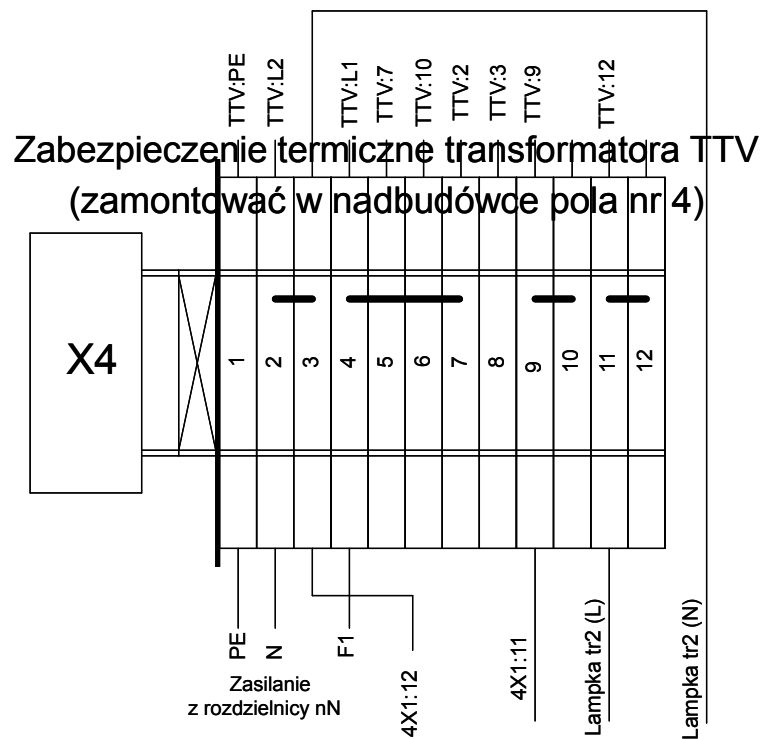 TTV:PE
TTV:L2
TTV:L1
TTV:7
TTV:10
TTV:2
TTV:3
TTV:9
TTV:12
Zabezpieczenie termiczne transformatora TTV
(zamontować w nadbudówce pola nr 4)
X4
1
2
3
4
5
6
7
8
9
10
11
12
PE
N
F1
4X1:12
4X1:11
Lampka tr2 (L)
Lampka tr2 (N)
Zasilanie
z rozdzielnicy nN